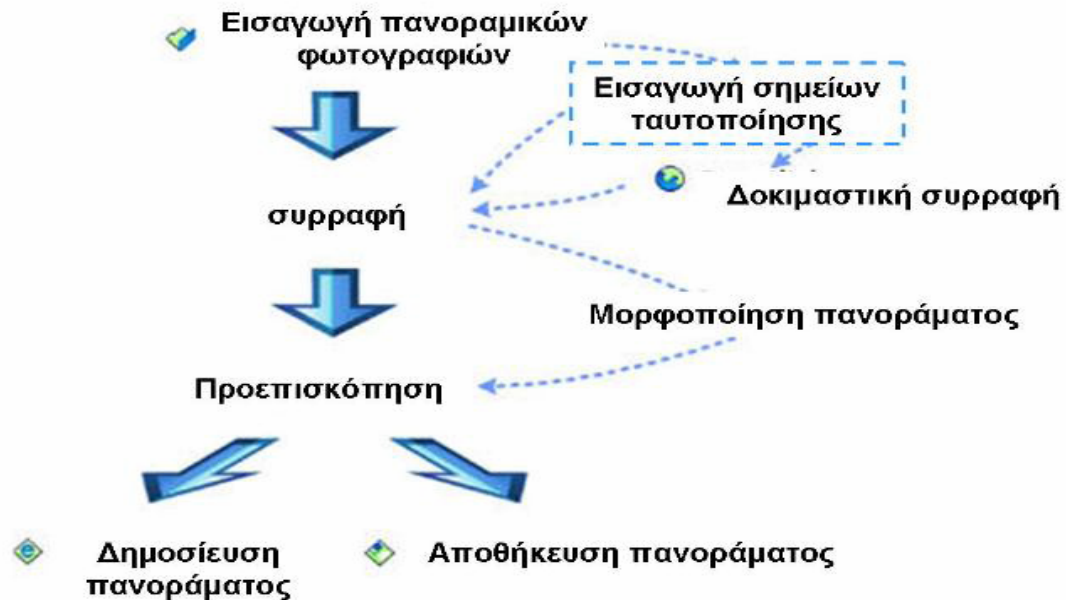 Εισαγωγή πανοραμικών
φωτογραφιών
Εισαγωγή σημείων
ταυτοποίησης
Δοκιμαστική συρραφή
συρραφή
Μορφοποίηση πανοράματος
Προεπισκόπηση
Δημοσίευση
πανοράματος
Αποθήκευση πανοράματος